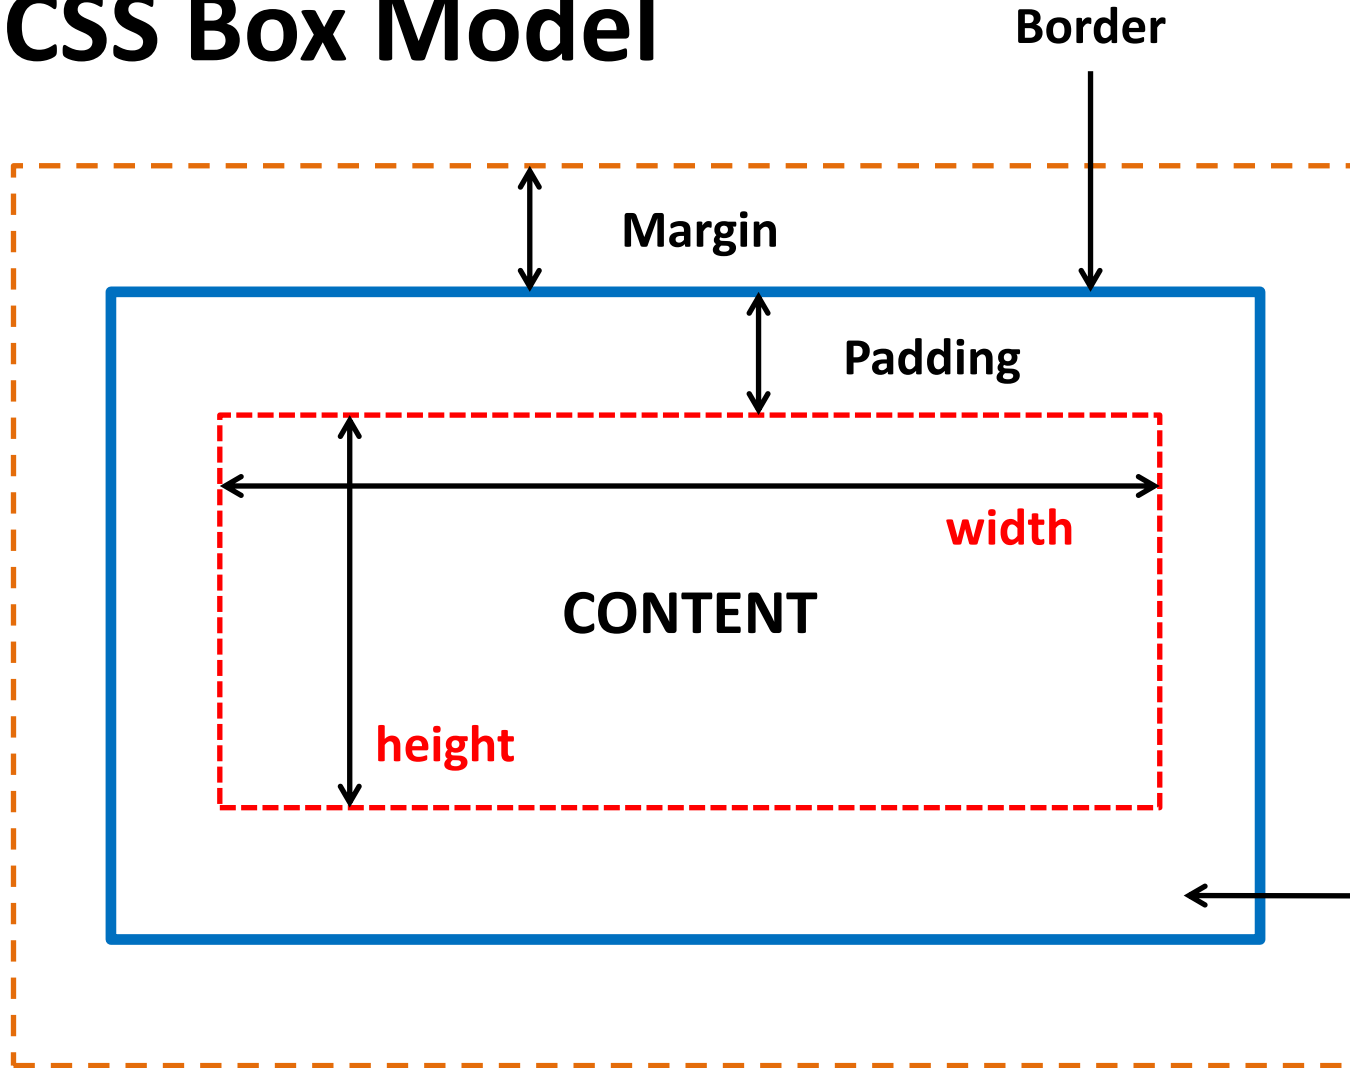 CSS Box Model
Border
Margin
Padding
width
CONTENT
height